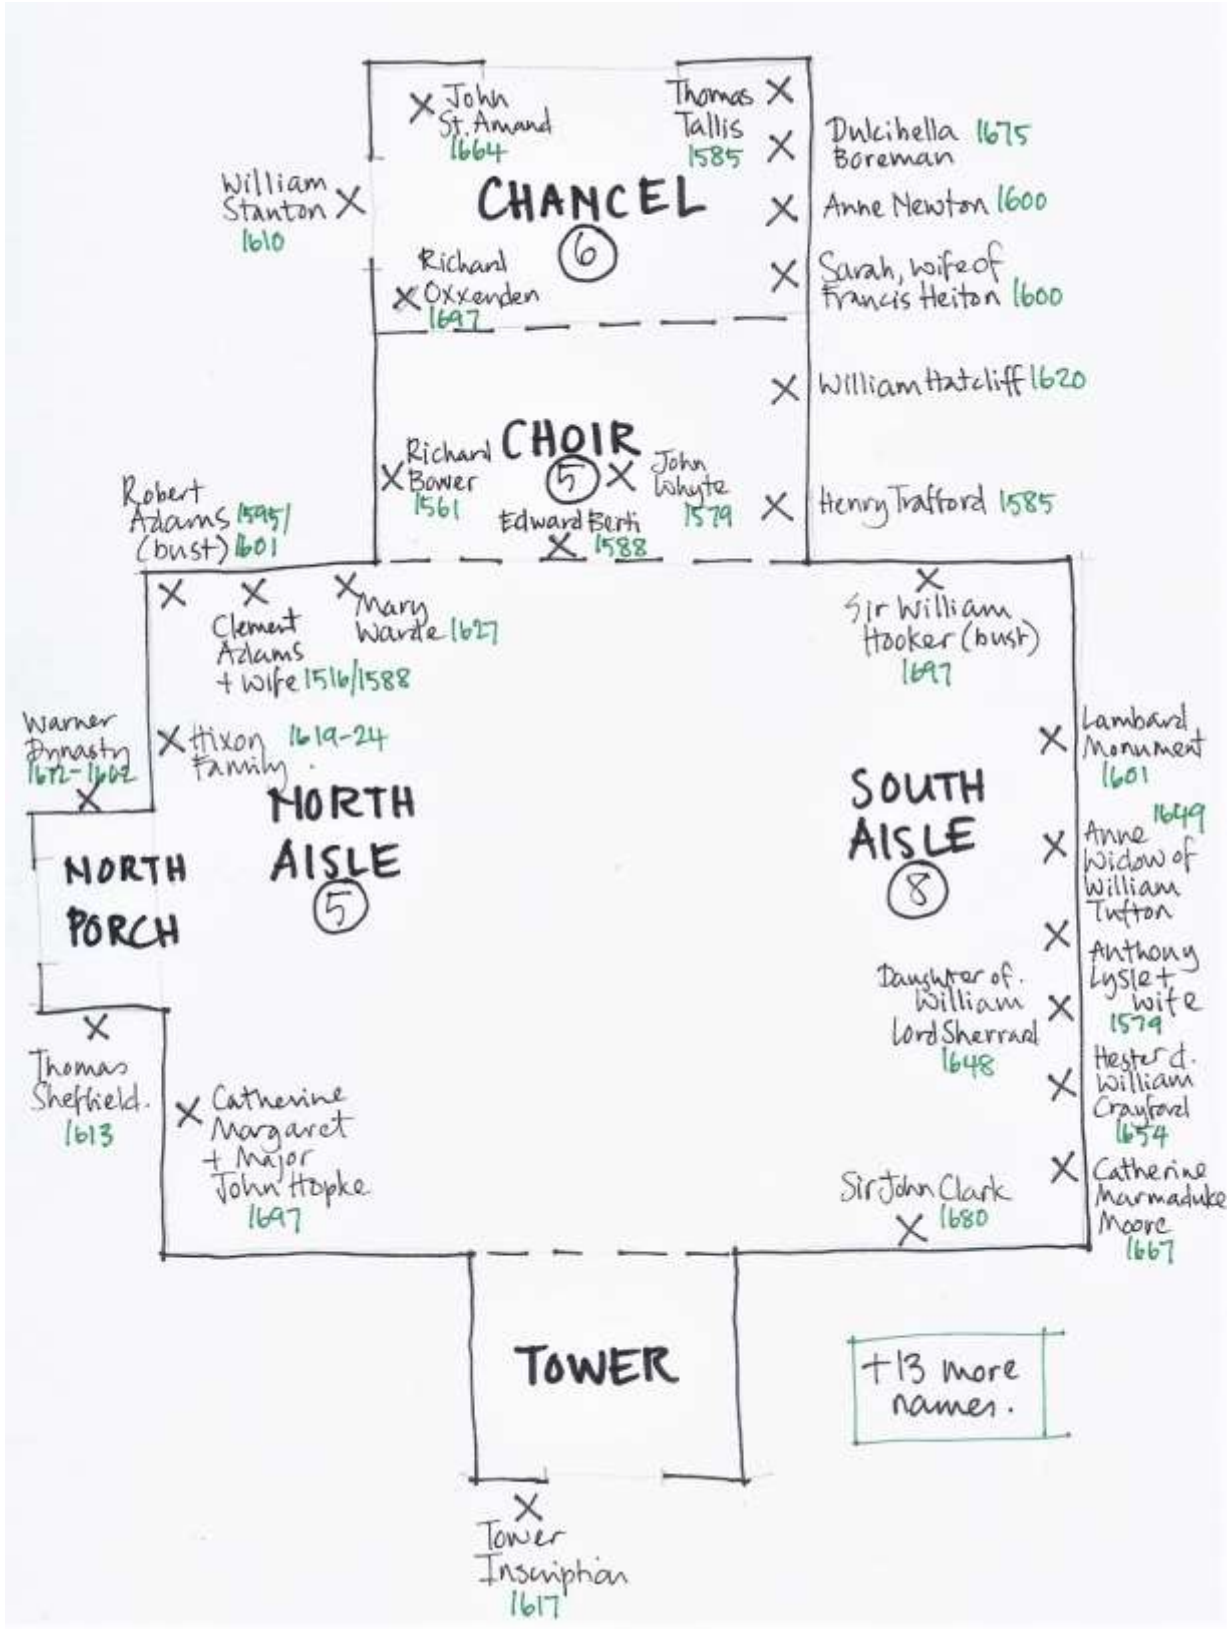 John
St. Amand
1664
Thomas
Tallis
1585
Dulcibella 1675
Boreman
William
Stanton
1610
CHANCEL
6
Anne Newton 1600
Richard
Oxxenden
1697
Sarah, wife of
Francis Heiton 1600
William Hatcliff 1620
CHOIR
5
Richard
Bower
1561
John
Whyte
1579
Edward Berti
1588
Henry Trafford 1585
Robert
Adams 1595/
(bust) 1601
Clement
Adams
+ wife 1516/1588
Mary
Warde 1627
Sir William
Hooker (bust)
1697
Warner
Dynasty
Hixon 1619-24
Family.
NORTH
AISLE
5
NORTH
PORCH
SOUTH
AISLE
8
Lambard
Monument
1601
1649
Anne
Widow of
William
Tufton
Anthony
Lysle +
wife
1579
Daughter of.
William
Lord Sherrard
1648
Hester d.
William
Crayford
1654
Thomas
Sheffield.
1613
Catherine
Margaret
+ Major
John Hopke
1697
Sir John Clark
1680
Catherine
Marmaduke
Moore
1667
TOWER
+13 more
names.
Tower
Inscription
1617